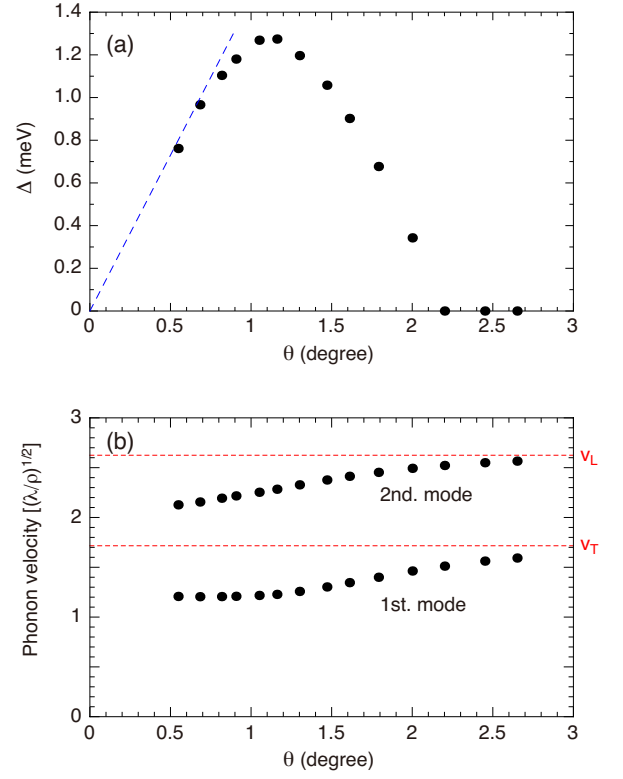 (a)
Δ (meV)
1.4
1.2
1.0
0.8
0.6
0.4
0.2
0
0 0.5 1 1.5 2 2.5 3
θ (degree)
(b)
Phonon velocity [(λ/ρ)1/2]
3
2
1
0
vL
2nd. mode
vT
1st. mode
0 0.5 1 1.5 2 2.5 3
θ (degree)